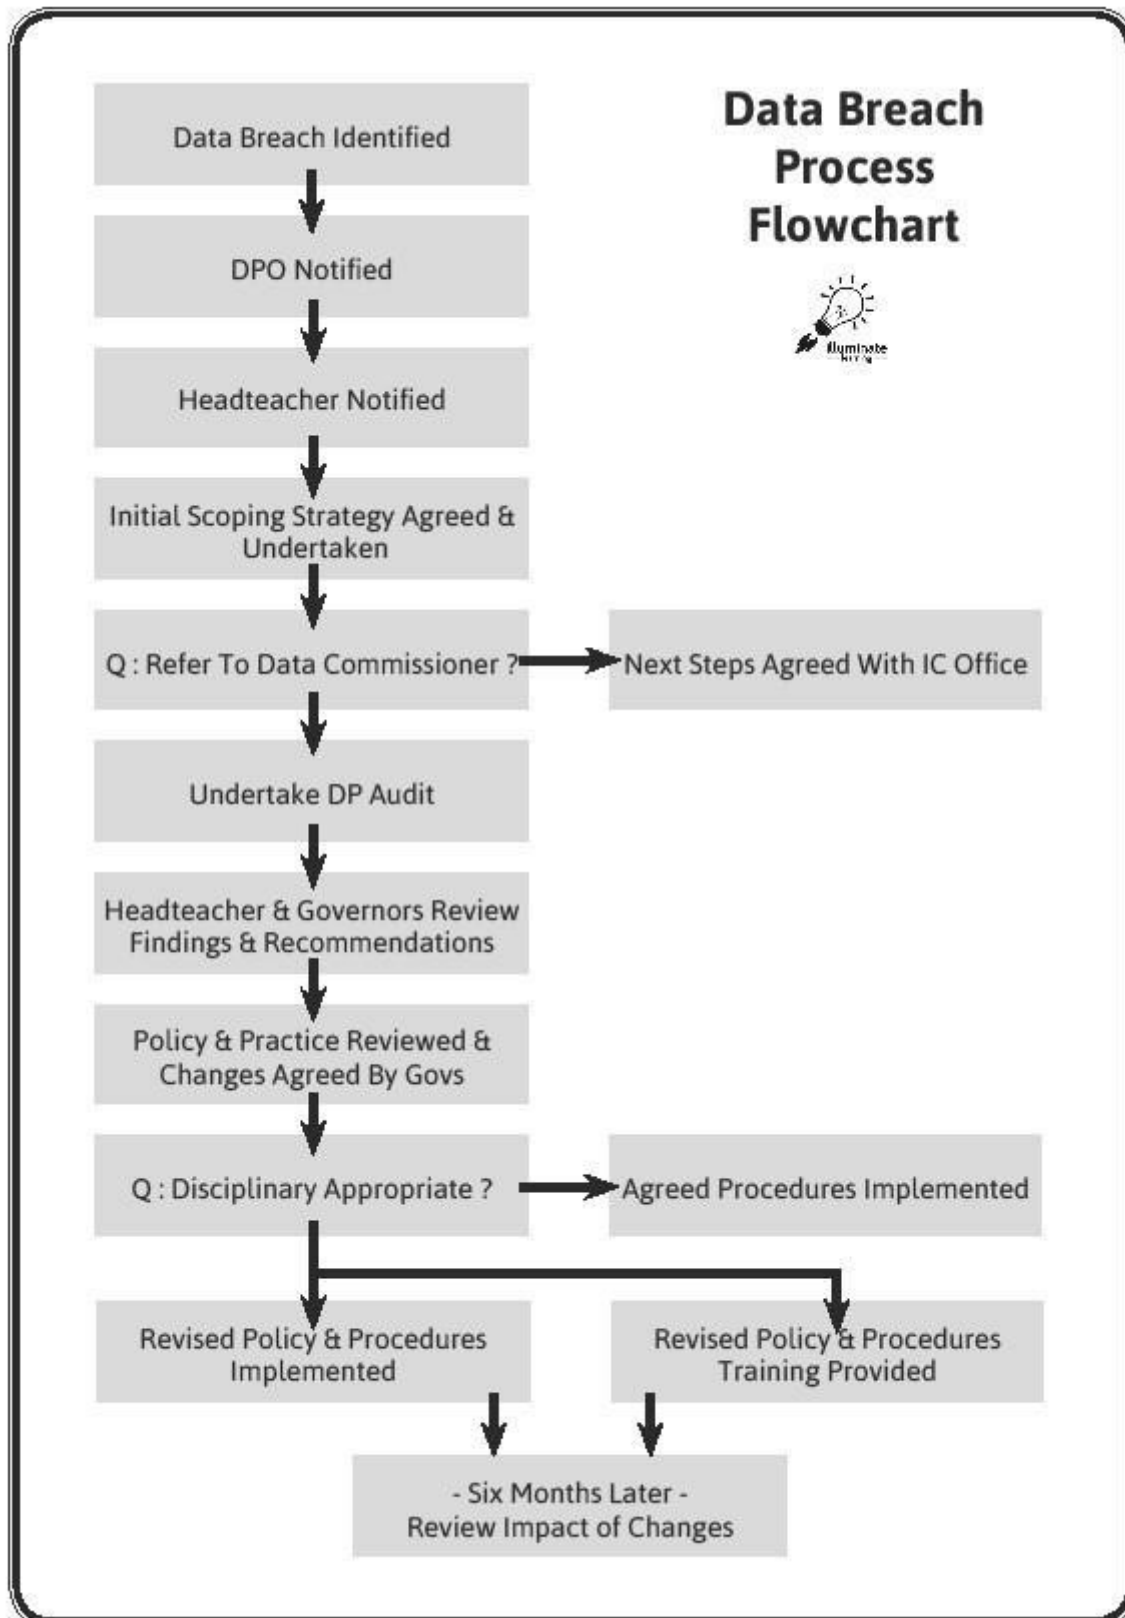 Data Breach
Process
Flowchart
illuminate
Data Breach Identified
DPO Notified
Headteacher Notified
Initial Scoping Strategy Agreed &
Undertaken
Q : Refer To Data Commissioner ?
Next Steps Agreed With IC Office
Undertake DP Audit
Headteacher & Governors Review
Findings & Recommendations
Policy & Practice Reviewed &
Changes Agreed By Govs
Q : Disciplinary Appropriate ?
Agreed Procedures Implemented
Revised Policy & Procedures
Implemented
Revised Policy & Procedures
Training Provided
- Six Months Later -
Review Impact of Changes